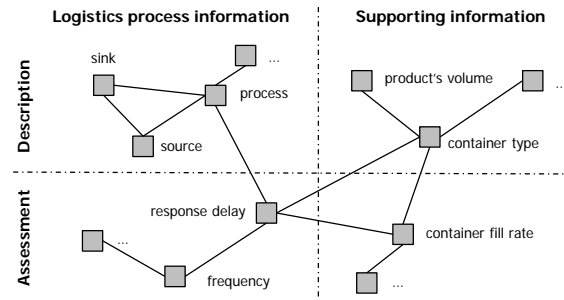 Logistics process information
Supporting information
Description
sink
...
process
source
product's volume
...
container type
Assessment
response delay
...
frequency
container fill rate
...